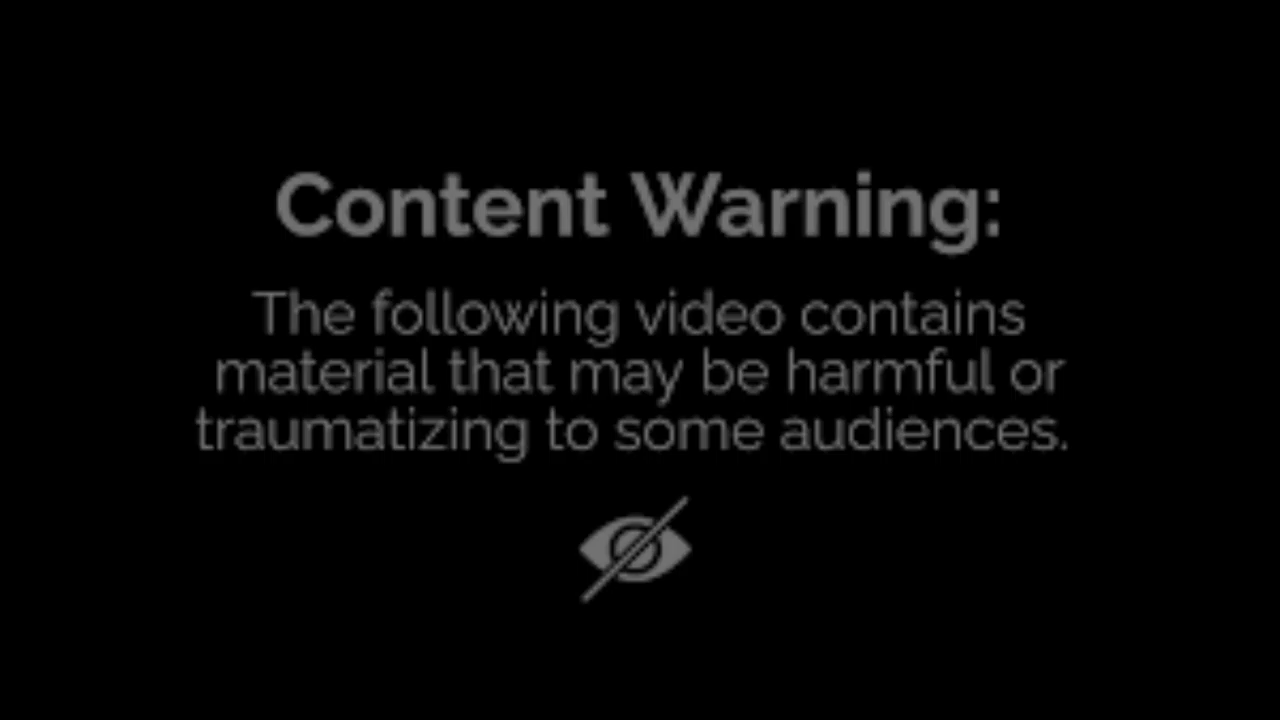 Content Warning:
The following video contains
material that may be harmful or
traumatizing to some audiences.